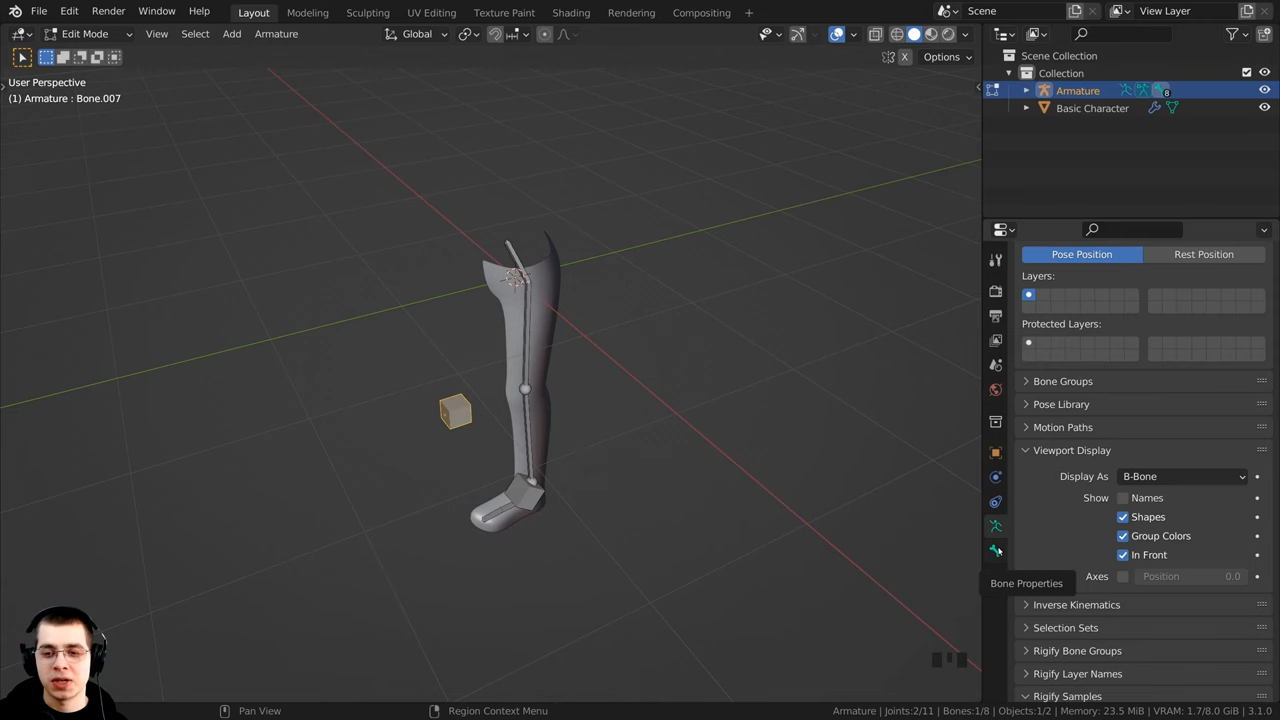 File Edit Render Window Help Layout Modeling Sculpting UV Editing Texture Paint Shading Rendering Compositing Scene View Layer
Edit Mode View Select Add Armature Global
X Options
User Perspective
(1) Armature : Bone.007
Scene Collection
Collection
Armature 8
Basic Character
Pose Position Rest Position
Layers:
Protected Layers:
Bone Groups
Pose Library
Motion Paths
Viewport Display
Display As B-Bone
Show Names
Shapes
Group Colors
In Front
Axes Position 0.0
Bone Properties
Inverse Kinematics
Selection Sets
Rigify Bone Groups
Rigify Layer Names
Rigify Samples
Pan View Region Context Menu Armature | Joints:2/11 | Bones:1/8 | Objects:1/2 | Memory: 23.5 MiB | VRAM: 1.7/8.0 GiB | 3.1.0